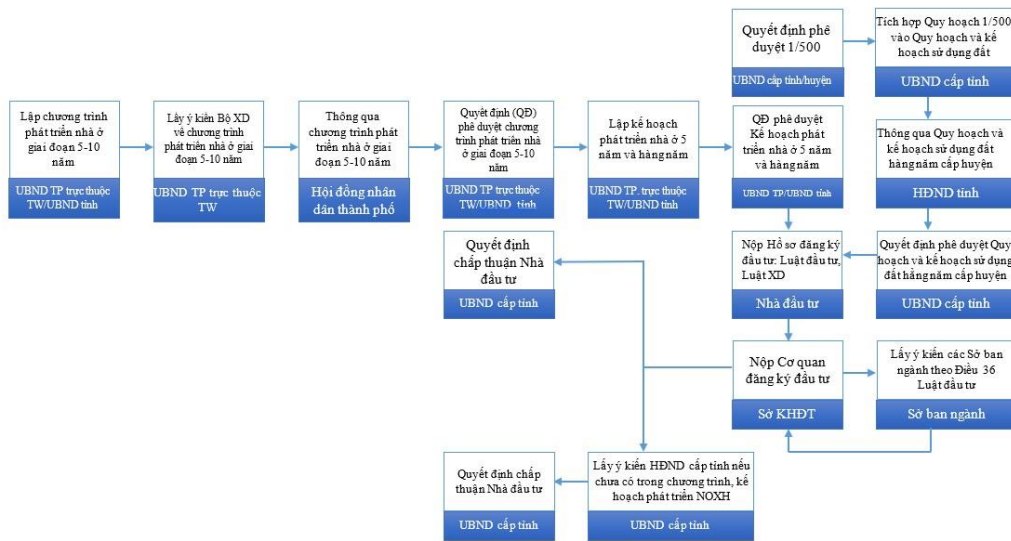 Quyết định phê
duyệt 1/500
UBND cấp tỉnh/huyện
Tích hợp Quy hoạch 1/500
vào Quy hoạch và kế
hoạch sử dụng đất
UBND cấp tỉnh
Lập chương trình
phát triển nhà ở
giai đoạn 5-10
năm
UBND TP trực thuộc
TW/UBND tỉnh
Lấy ý kiến Bộ XD
về chương trình
phát triển nhà ở giai
đoạn 5-10 năm
UBND TP trực thuộc
TW
Thông qua
chương trình phát
triển nhà ở giai
đoạn 5-10 năm
Hội đồng nhân
dân thành phố
Quyết định (QĐ)
phê duyệt chương
trình phát triển nhà ở
giai đoạn 5-10 năm
UBND TP trực thuộc
TW/UBND tỉnh
Lập kế hoạch
phát triển nhà ở 5
năm và hàng năm
UBND TP. trực thuộc
TW/UBND tỉnh
QĐ phê duyệt
Kế hoạch phát
triển nhà ở 5 năm
và hàng năm
UBND TP/UBND tỉnh
Thông qua Quy hoạch và
kế hoạch sử dụng đất
hàng năm cấp huyện
HĐND tỉnh
Quyết định
chấp thuận Nhà
đầu tư
UBND cấp tỉnh
Nộp Hồ sơ đăng ký
đầu tư: Luật đầu tư,
Luật XD
Nhà đầu tư
Quyết định phê duyệt Quy
hoạch và kế hoạch sử dụng
đất hằng năm cấp huyện
UBND cấp tỉnh
Nộp Cơ quan
đăng ký đầu tư
Sở KHĐT
Lấy ý kiến các Sở ban
ngành theo Điều 36
Luật đầu tư
Sở ban ngành
Quyết định chấp
thuận Nhà đầu tư
UBND cấp tỉnh
Lấy ý kiến HĐND cấp tỉnh nếu
chưa có trong chương trình, kế
hoạch phát triển NOXH
UBND cấp tỉnh